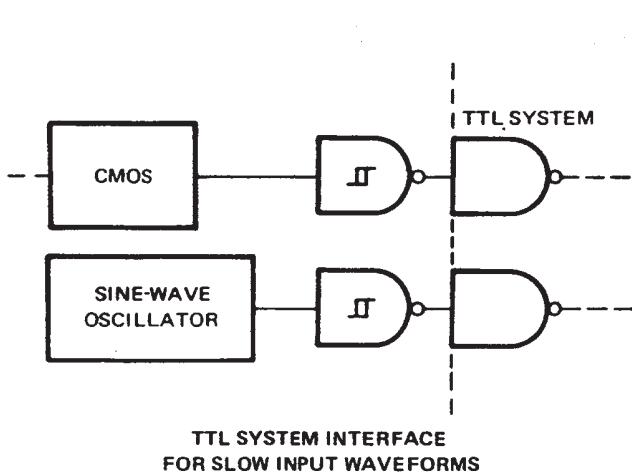 TTL SYSTEM
CMOS
SINE-WAVE
OSCILLATOR
TTL SYSTEM INTERFACE
FOR SLOW INPUT WAVEFORMS